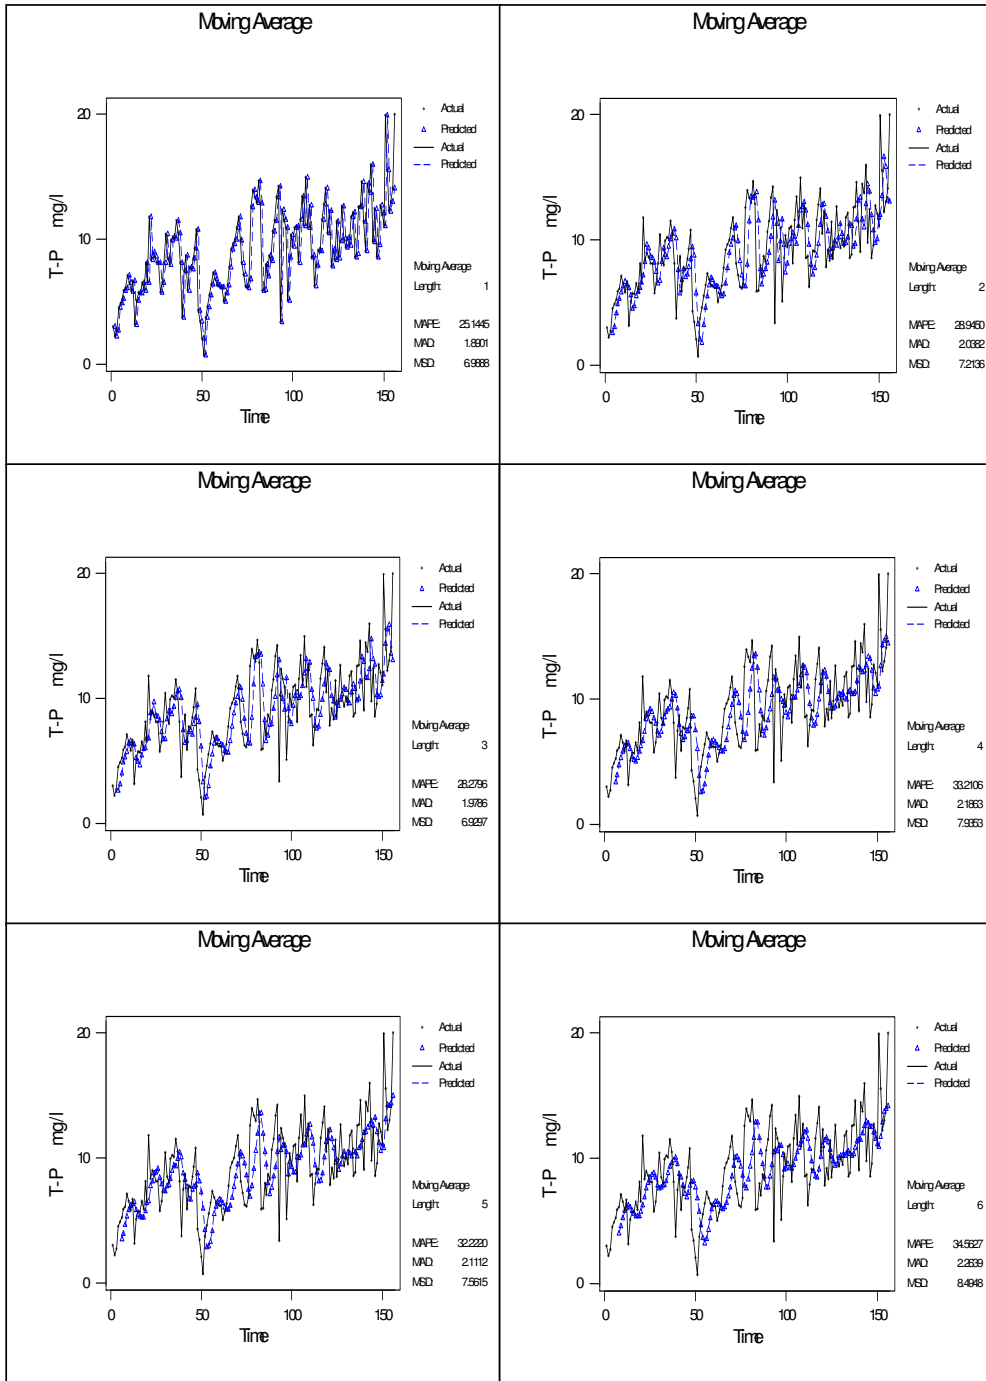 Moving Average
20
10
0
T-P mg/l
0 50 100 150
Time
Actual
Predicted
Actual
Predicted
Moving Average
Length: 1
MAPE: 25.1445
MAD: 1.8901
MSD: 6.9888
Moving Average
20
10
0
T-P mg/l
0 50 100 150
Time
Actual
Predicted
Actual
Predicted
Moving Average
Length: 2
MAPE: 28.9450
MAD: 2.0382
MSD: 7.2136
Moving Average
20
10
0
T-P mg/l
0 50 100 150
Time
Actual
Predicted
Actual
Predicted
Moving Average
Length: 3
MAPE: 28.2796
MAD: 1.9786
MSD: 6.9297
Moving Average
20
10
0
T-P mg/l
0 50 100 150
Time
Actual
Predicted
Actual
Predicted
Moving Average
Length: 4
MAPE: 33.2106
MAD: 2.1863
MSD: 7.9353
Moving Average
20
10
0
T-P mg/l
0 50 100 150
Time
Actual
Predicted
Actual
Predicted
Moving Average
Length: 5
MAPE: 32.2220
MAD: 2.1112
MSD: 7.5615
Moving Average
20
10
0
T-P mg/l
0 50 100 150
Time
Actual
Predicted
Actual
Predicted
Moving Average
Length: 6
MAPE: 34.5627
MAD: 2.2639
MSD: 8.4948